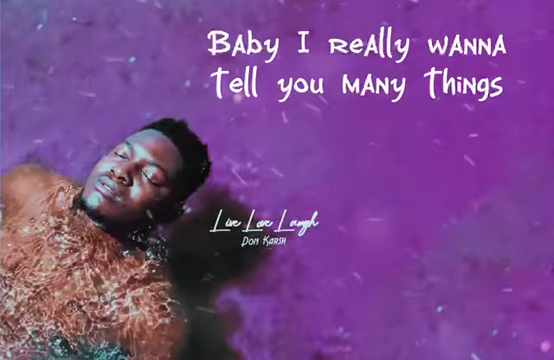 Baby I really wanna
tell you many things
Live Love Laugh
Don Karsh